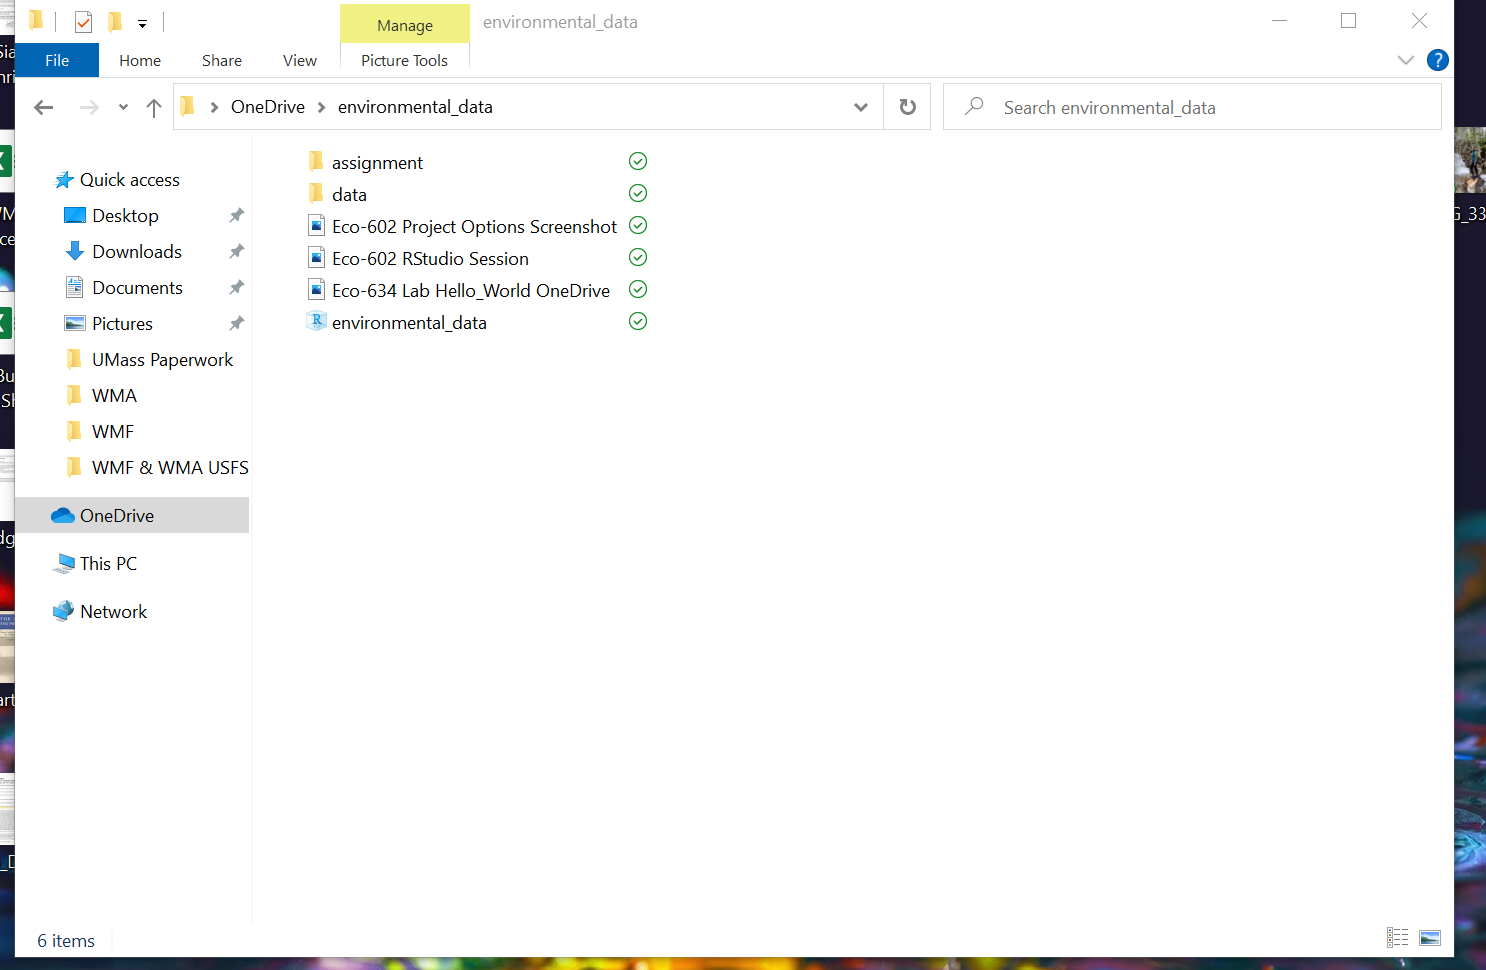 Manage
environmental_data
File
Home
Share
View
Picture Tools
?
OneDrive
environmental_data
Search environmental_data
Quick access
Desktop
Downloads
Documents
Pictures
UMass Paperwork
WMA
WMF
WMF & WMA USFS
OneDrive
This PC
Network
assignment
data
Eco-602 Project Options Screenshot
Eco-602 RStudio Session
Eco-634 Lab Hello_World OneDrive
R
environmental_data
6 items
G_33